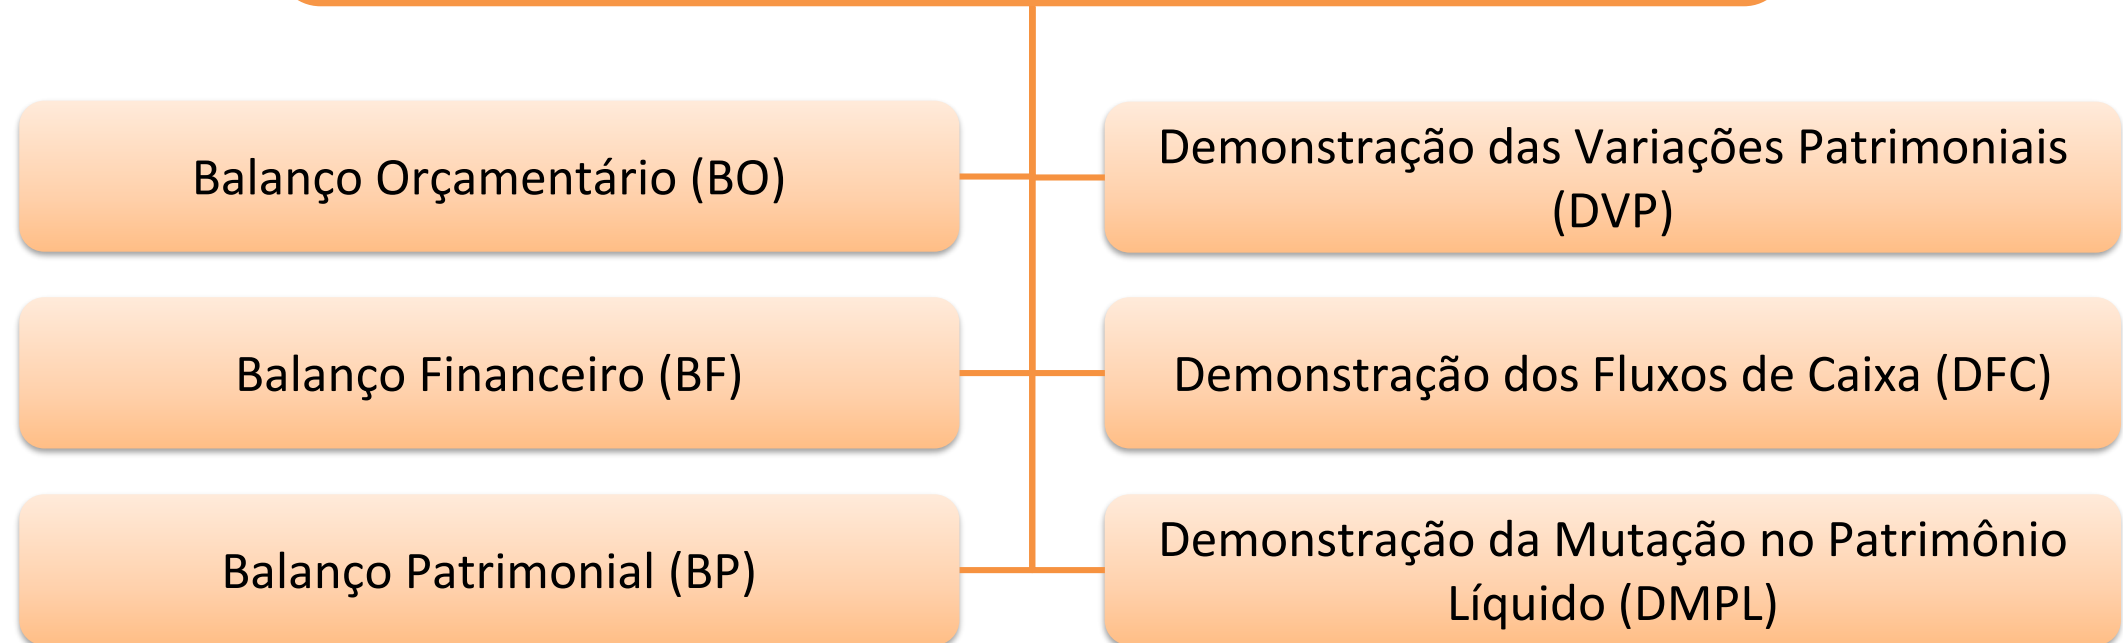 Balanço Orçamentário (BO)
Demonstração das Variações Patrimoniais
(DVP)
Balanço Financeiro (BF)
Demonstração dos Fluxos de Caixa (DFC)
Balanço Patrimonial (BP)
Demonstração da Mutação no Patrimônio
Líquido (DMPL)